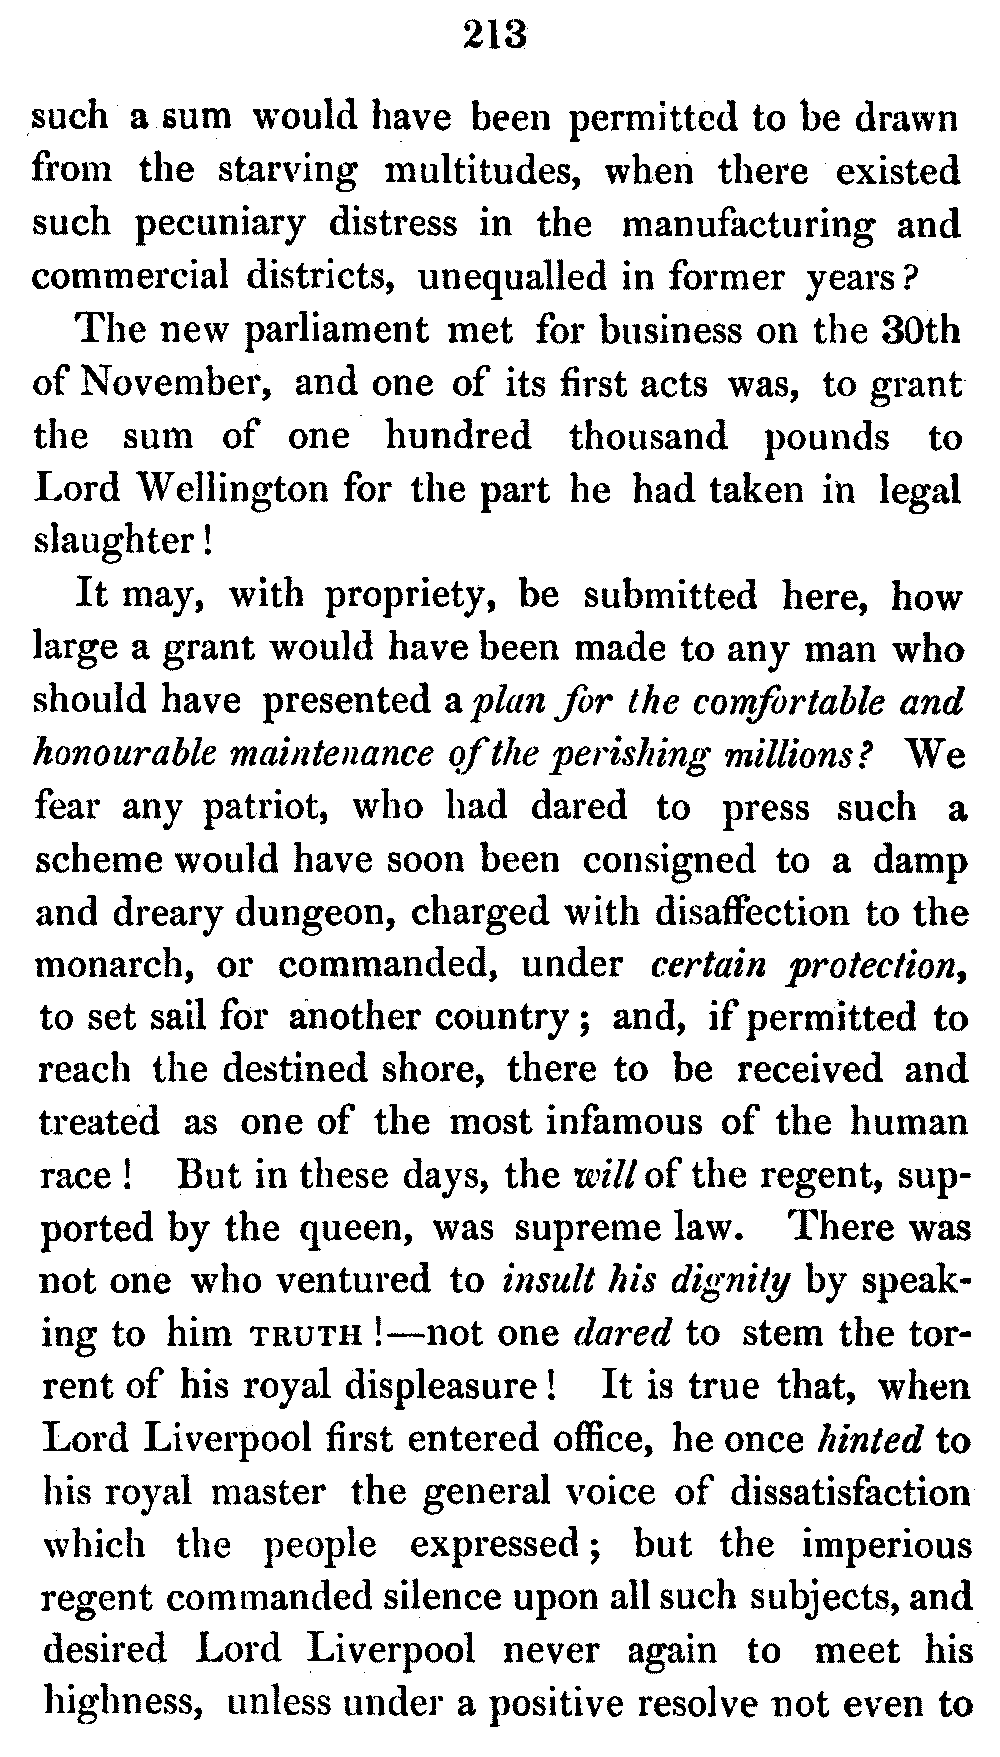 213
such a sum would have been permitted to be drawn
from the starving multitudes, when there existed
such pecuniary distress in the manufacturing and
commercial districts, unequalled in former years?
The new parliament met for business on the 30th
of November, and one of its first acts was, to grant
the sum of one hundred thousand pounds to
Lord Wellington for the part he had taken in legal
slaughter!
It may, with propriety, be submitted here, how
large a grant would have been made to any man who
should have presented a plan for the comfortable and
honourable maintenance of the perishing millions? We
fear any patriot, who had dared to press such a
scheme would have soon been consigned to a damp
and dreary dungeon, charged with disaffection to the
monarch, or commanded, under certain protection,
to set sail for another country; and, if permitted to
reach the destined shore, there to be received and
treated as one of the most infamous of the human
race! But in these days, the will of the regent, sup-
ported by the queen, was supreme law. There was
not one who ventured to insult his dignity by speak-
ing to him TRUTH!—not one dared to stem the tor-
rent of his royal displeasure! It is true that, when
Lord Liverpool first entered office, he once hinted to
his royal master the general voice of dissatisfaction
which the people expressed; but the imperious
regent commanded silence upon all such subjects, and
desired Lord Liverpool never again to meet his
highness, unless under a positive resolve not even to